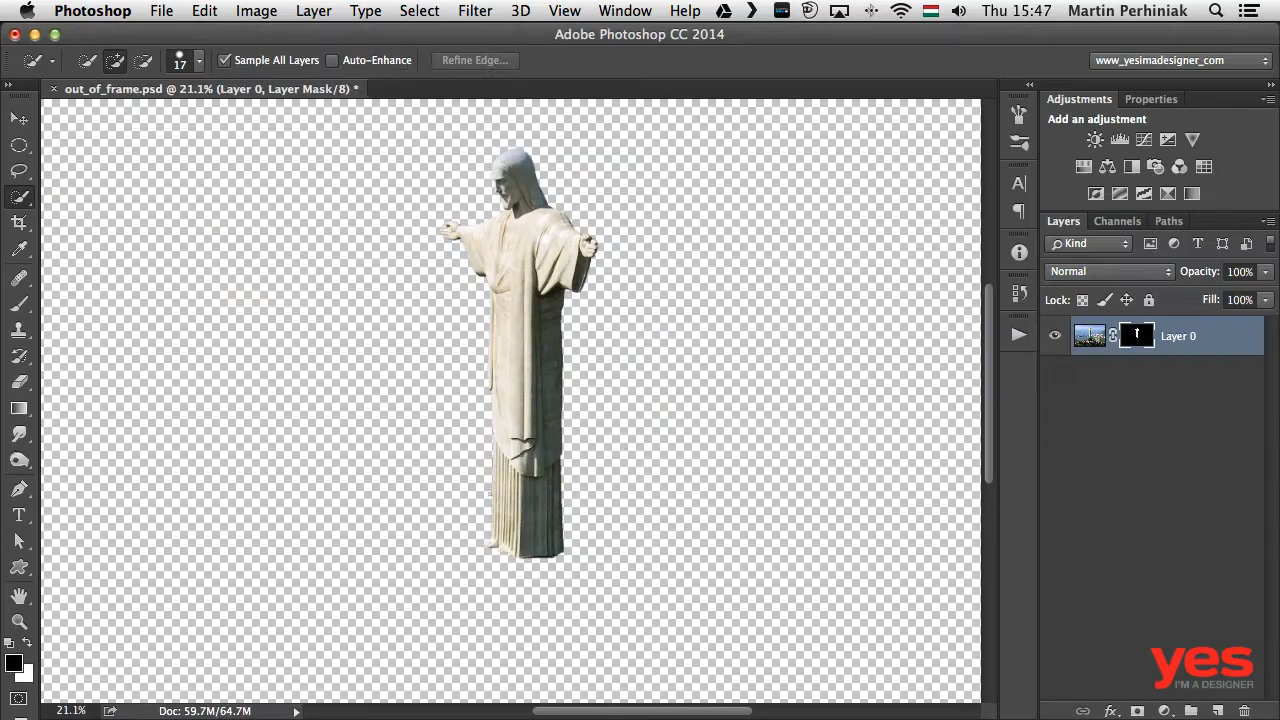 Photoshop File Edit Image Layer Type Select Filter 3D View Window Help Thu 15:47 Martin Perhiniak
Adobe Photoshop CC 2014
17 Sample All Layers Auto-Enhance Refine Edge... www_yesimadesigner_com
× out_of_frame.psd @ 21.1% (Layer 0, Layer Mask/8) *
Adjustments Properties
Add an adjustment
Layers Channels Paths
Kind
Normal Opacity: 100%
Lock: Fill: 100%
Layer 0
yes
I'M A DESIGNER
21.1% Doc: 59.7M/64.7M